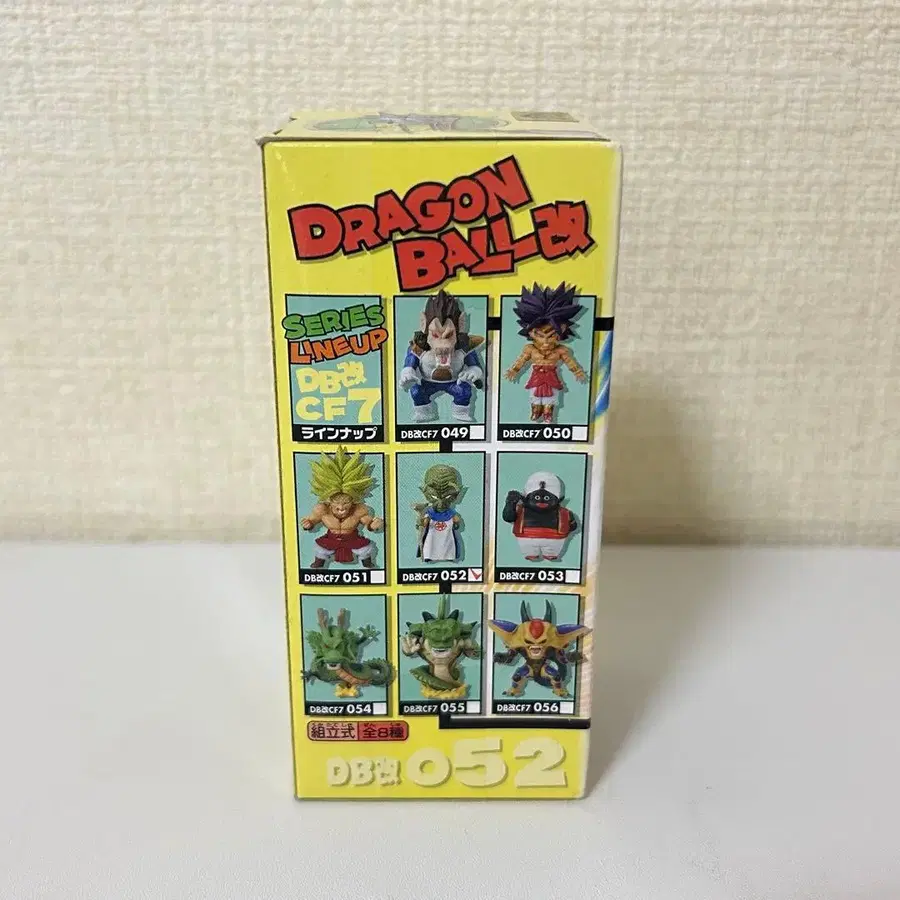 DRAGON
BALL改
SERIES
LINEUP
DB改
CF7
ラインナップ
DB改CF7 049
DB改CF7 050
DB改CF7 051
DB改CF7 052
DB改CF7 053
DB改CF7 054
DB改CF7 055
DB改CF7 056
組立式 全8種
DB改 052